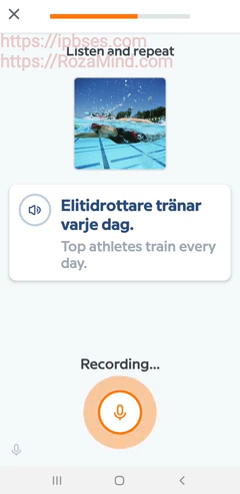 https://ipbses.com
Listen and repeat
https://RozaMind.com
Elitidrottare tränar
varje dag.
Top athletes train every
day.
Recording...